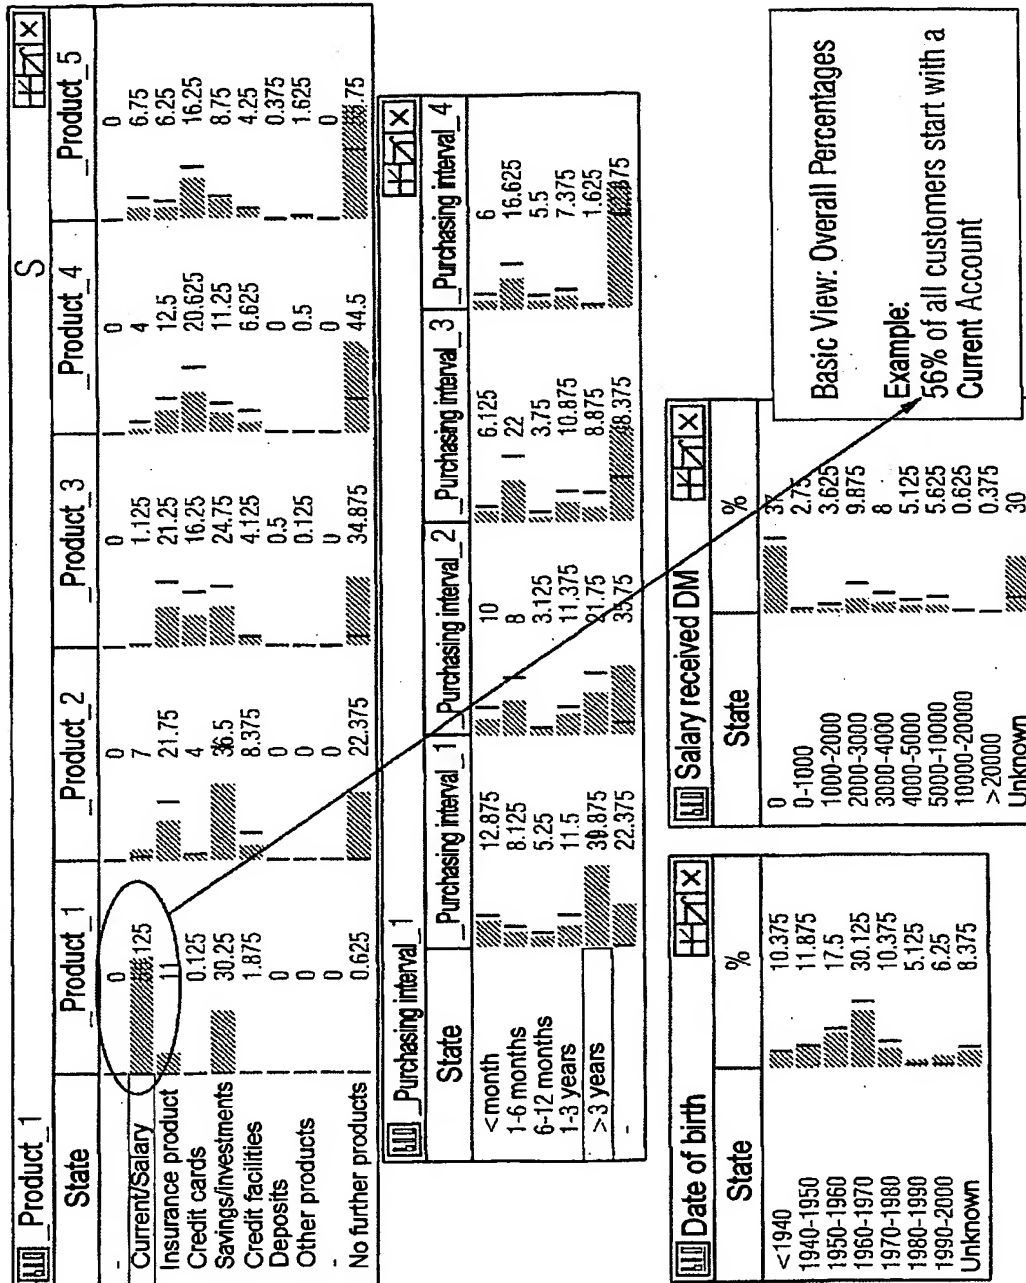 _Product_1 S
State _Product_1 _Product_2 _Product_3 _Product_4 _Product_5
- 0 0 0 0 0
Current/Salary 7 1.125 4 6.75
Insurance product 11 21.75 21.25 12.5 6.25
Credit cards 0.125 4 16.25 20.625 16.25
Savings/investments 30.25 36.5 24.75 11.25 8.75
Credit facilities 1.875 8.375 4.125 6.625 4.25
Deposits 0 0 0.5 0 0.375
Other products 0 0 0.125 0.5 1.625
- 0 0 0 0 0
No further products 0.625 22.375 34.875 44.5
_Purchasing interval_1
State _Purchasing interval_1 _Purchasing interval_2 _Purchasing interval_3 _Purchasing interval_4
<month 12.875 10 6.125 6
1-6 months 8.125 8 22 16.625
6-12 months 5.25 3.125 3.75 5.5
1-3 years 11.5 11.375 10.875 7.375
>3 years 39.875 31.75 8.875 1.625
- 22.375 35.75
Date of birth
State %
<1940 10.375
1940-1950 11.875
1950-1960 17.5
1960-1970 30.125
1970-1980 10.375
1980-1990 5.125
1990-2000 6.25
Unknown 8.375
Salary received DM
State %
0 37
0-1000 2.75
1000-2000 3.625
2000-3000 9.875
3000-4000 8
4000-5000 5.125
5000-10000 5.625
10000-20000 0.625
>20000 0.375
Unknown 30
Basic View: Overall Percentages
Example:
56% of all customers start with a
Current Account